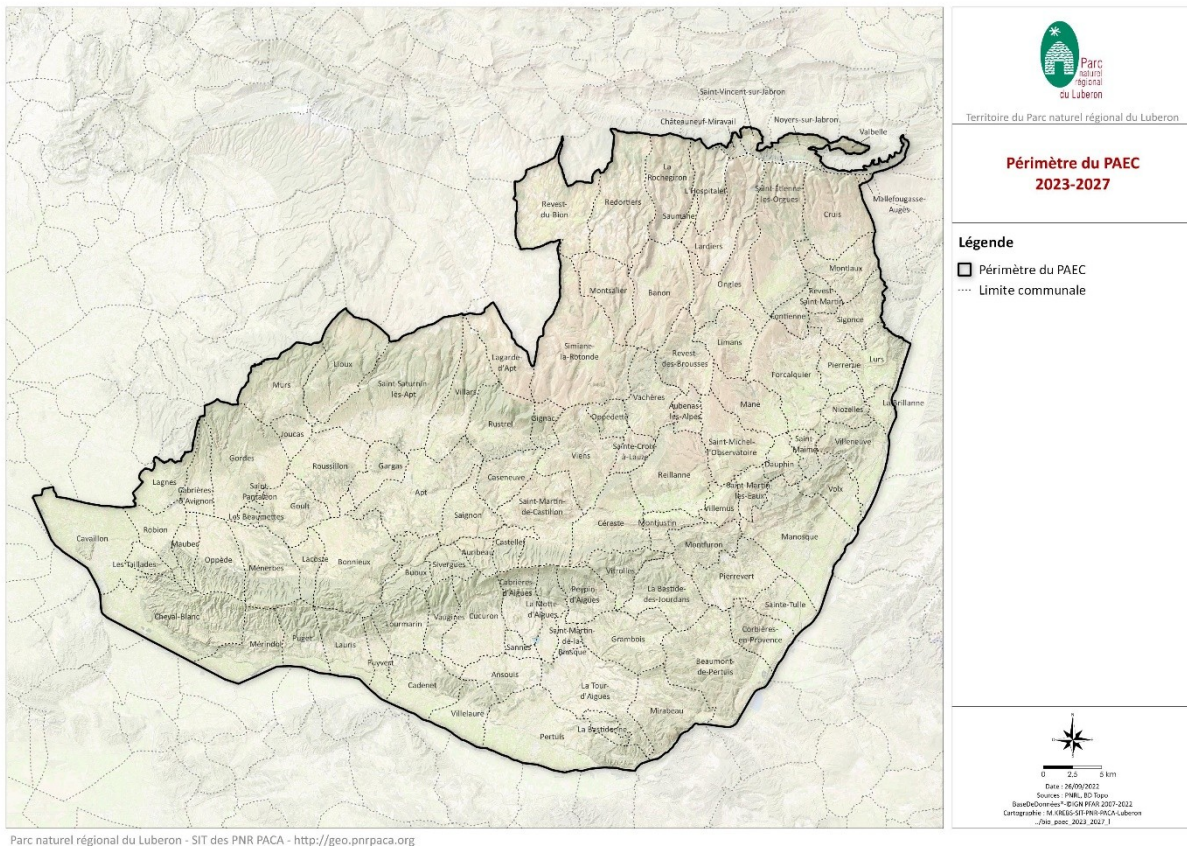 Saint-Vincent-sur-Jabron
Châteauneuf-Miravail
Noyers-sur-Jabron
Valbelle
La
Rochegiron
L'Hospitalet
Saint-Etienne-
les-Orgues
Mallefougasse-
Augès
Revest-
du Bion
Redortiers
Saumane
Cruis
Lardiers
Montlaux
Montsalier
Banon
Ongles
Revest-
Saint-Martin
Fontienne
Sigonce
Simiane-
la-Rotonde
Limans
Revest-
des-Brousses
Lurs
Pierrerue
Forcalquier
Lagarde-
d'Apt
Lioux
Murs
Saint Saturnin-
lès-Apt
Villars
Vachères
Aubenas-
les-Alpes
Mane
La Brillanne
Niozelles
Rustrel
Gignac
Oppedette
Joucas
Sainte-Croix-
à-Lauze
Saint-Michel-
l'Observatoire
Saint
Maime
Villeneuve
Dauphin
Gordes
Roussillon
Gargas
Viens
Reillanne
Lagnes
Cabrières
d'Avignon
Saint
Pantaléon
Goult
Les Beaumettes
Apt
Caseneuve
Saint-Martin-
de-Castillon
Saint-Martin-
les-Eaux
Volx
Villemus
Robion
Maubec
Saignon
Céreste
Montjustin
Manosque
Cavaillon
Les Taillades
Oppède
Ménerbes
Lacoste
Bonnieux
Buoux
Sivergues
Auribeau
Castellet
Montfuron
Vitrolles
Pierrevert
Cabrières
d'Aigues
Peypin
d'Aigues
La Bastide-
des-Jourdans
Sainte-Tulle
Cheval-Blanc
La Motte-
d'Aigues
Lourmarin
Vaugines
Cucuron
Corbières-
en-Provence
Mérindol
Puget
Lauris
Sannes
Saint-Martin-
de-la-
Brasque
Grambois
Puyvert
Cadenet
Ansouis
Beaumont-
de-Pertuis
La Tour-
d'Aigues
Villelaure
Mirabeau
La Bastidonne
Pertuis
Parc
naturel
régional
du Luberon
Territoire du Parc naturel régional du Luberon
Périmètre du PAEC
2023-2027
Légende
Périmètre du PAEC
Limite communale
0 2,5 5 km
Date : 26/09/2022
Sources : PNRL, BD Topo
BaseDeDonnées®-©IGN PFAR 2007-2022
Cartographie : M.KREBS-SIT-PNR-PACA-Luberon
../bio_paec_2023_2027_1
Parc naturel régional du Luberon - SIT des PNR PACA - http://geo.pnrpaca.org